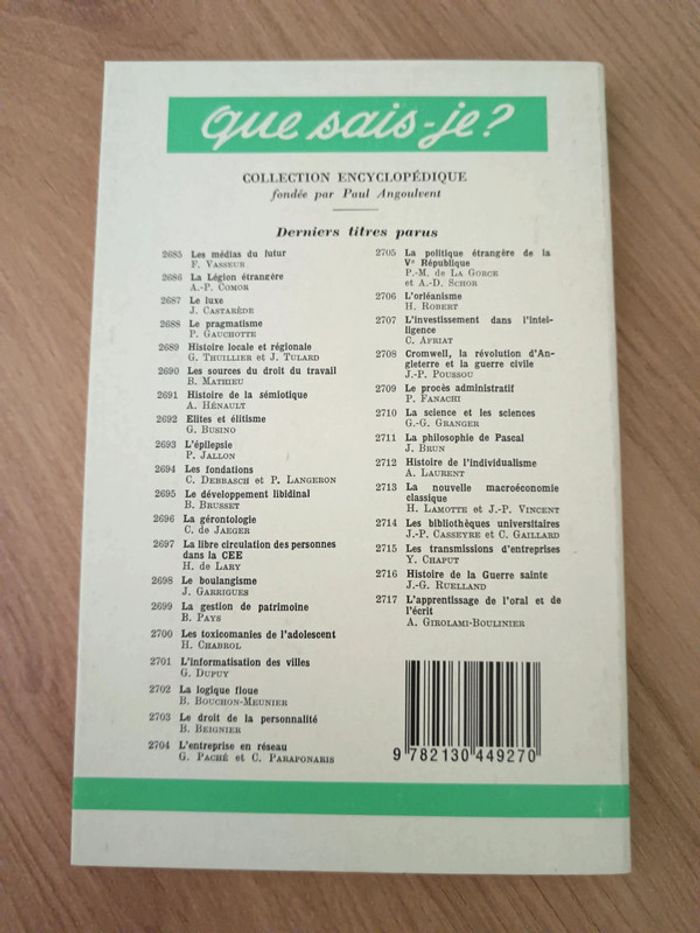 que sais-je?
COLLECTION ENCYCLOPÉDIQUE
fondée par Paul Angoulvent
Derniers titres parus
2685 Les médias du futur
F. VASSEUR
2686 La Légion étrangère
A.-P. COMOR
2687 Le luxe
J. CASTARÈDE
2688 Le pragmatisme
P. GAUCHOTTE
2689 Histoire locale et régionale
G. THUILLIER et J. TULARD
2690 Les sources du droit du travail
B. MATHIEU
2691 Histoire de la sémiotique
A. HÉNAULT
2692 Elites et élitisme
G. BUSINO
2693 L'épilepsie
P. JALLON
2694 Les fondations
C. DEBBASCH et P. LANGERON
2695 Le développement libidinal
B. BRUSSET
2696 La gérontologie
C. de JAEGER
2697 La libre circulation des personnes
dans la CEE
H. de LARY
2698 Le boulangisme
J. GARRIGUES
2699 La gestion de patrimoine
B. PAYS
2700 Les toxicomanies de l'adolescent
H. CHABROL
2701 L'informatisation des villes
G. DUPUY
2702 La logique floue
B. BOUCHON-MEUNIER
2703 Le droit de la personnalité
B. BEIGNIER
2704 L'entreprise en réseau
G. PACHÉ et C. PARAPONARIS
2705 La politique étrangère de la
Vᵉ République
P.-M. de LA GORCE
et A.-D. SCHOR
2706 L'orléanisme
H. ROBERT
2707 L'investissement dans l'intel-
ligence
C. AFRIAT
2708 Cromwell, la révolution d'An-
gleterre et la guerre civile
J.-P. POUSSOU
2709 Le procès administratif
P. FANACHI
2710 La science et les sciences
G.-G. GRANGER
2711 La philosophie de Pascal
J. BRUN
2712 Histoire de l'individualisme
A. LAURENT
2713 La nouvelle macroéconomie
classique
H. LAMOTTE et J.-P. VINCENT
2714 Les bibliothèques universitaires
J.-P. CASSEYRE et C. GAILLARD
2715 Les transmissions d'entreprises
Y. CHAPUT
2716 Histoire de la Guerre sainte
J.-G. RUELLAND
2717 L'apprentissage de l'oral et de
l'écrit
A. GIROLAMI-BOULINIER
9 782130 449270